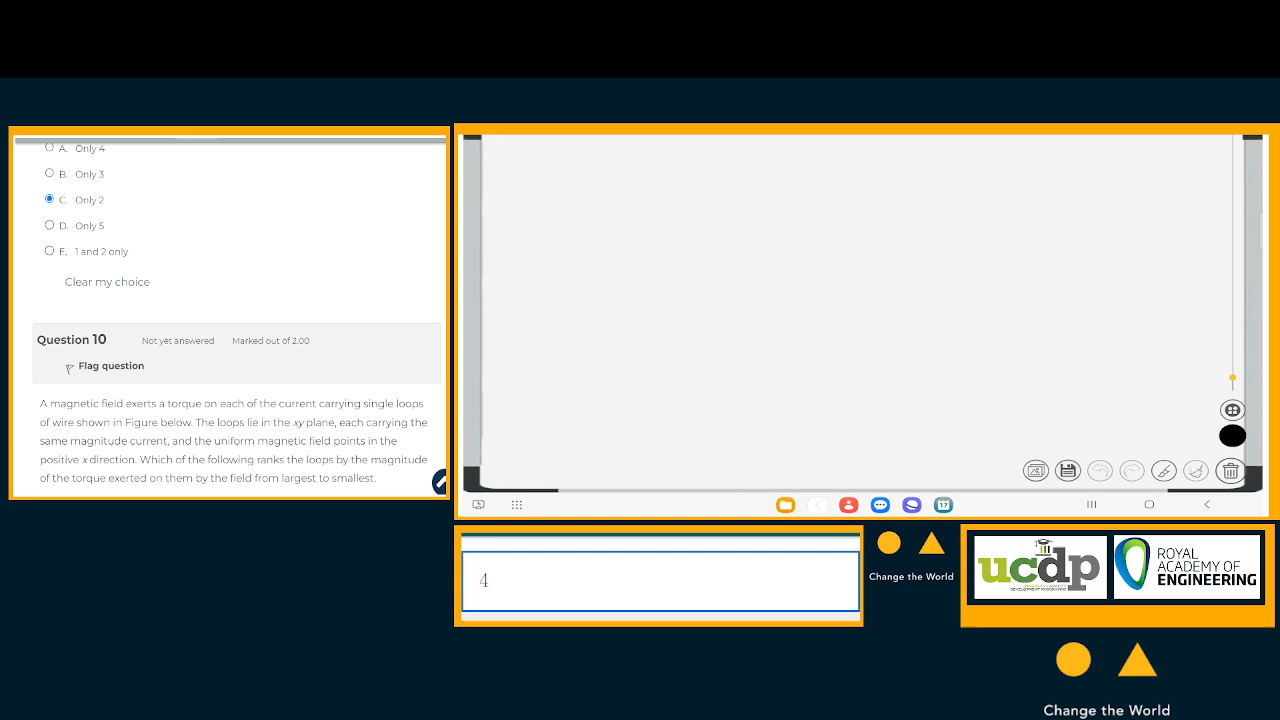 A. Only 4
B. Only 3
C. Only 2
D. Only 5
E. 1 and 2 only
Clear my choice
Question 10 Not yet answered Marked out of 2.00
Flag question
A magnetic field exerts a torque on each of the current carrying single loops
of wire shown in Figure below. The loops lie in the xy plane, each carrying the
same magnitude current, and the uniform magnetic field points in the
positive x direction. Which of the following ranks the loops by the magnitude
of the torque exerted on them by the field from largest to smallest.
17
4
Change the World
ucdp
ROYAL
ACADEMY OF
ENGINEERING
Change the World